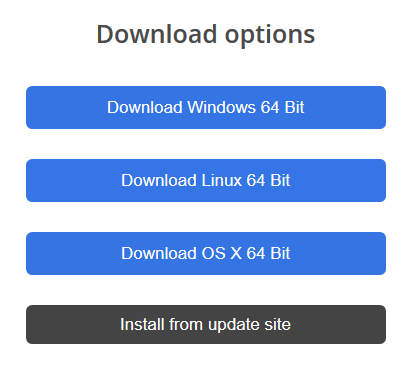 Download options
Download Windows 64 Bit
Download Linux 64 Bit
Download OS X 64 Bit
Install from update site